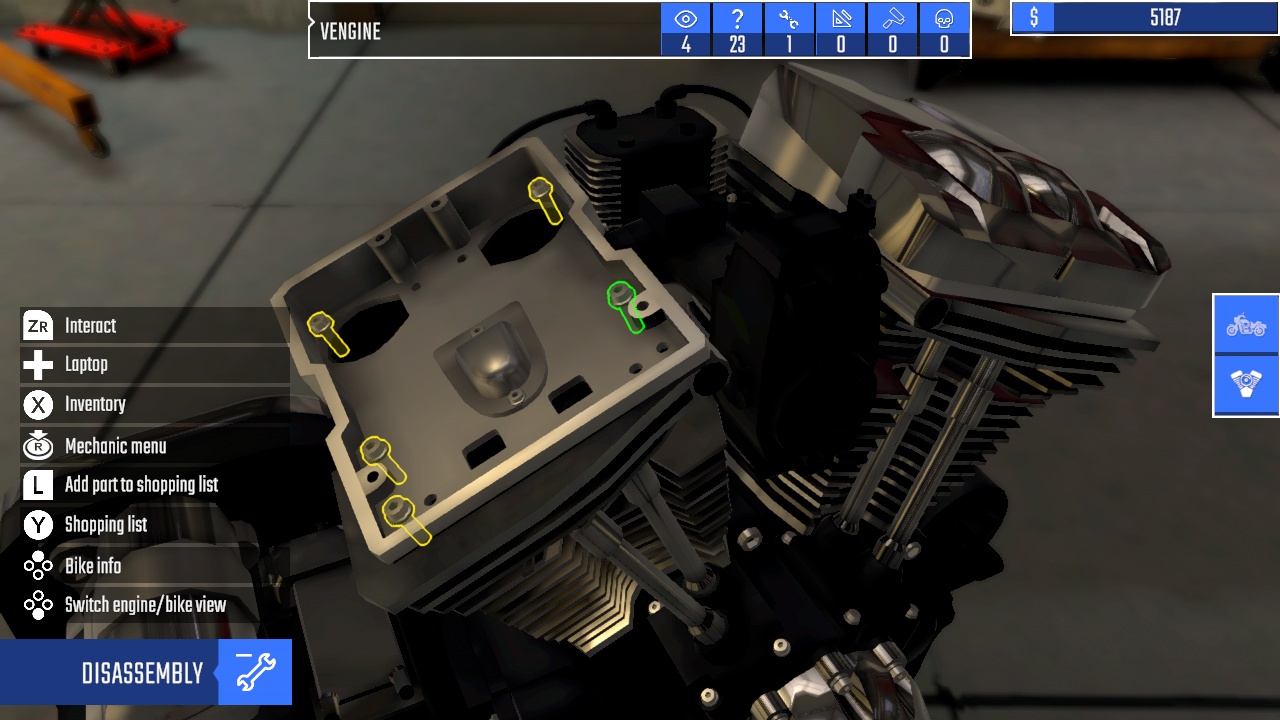 VENGINE
?
4 23 1 0 0 0
$ 5187
ZR Interact
Laptop
X Inventory
R Mechanic menu
L Add part to shopping list
Y Shopping list
Bike info
Switch engine/bike view
DISASSEMBLY